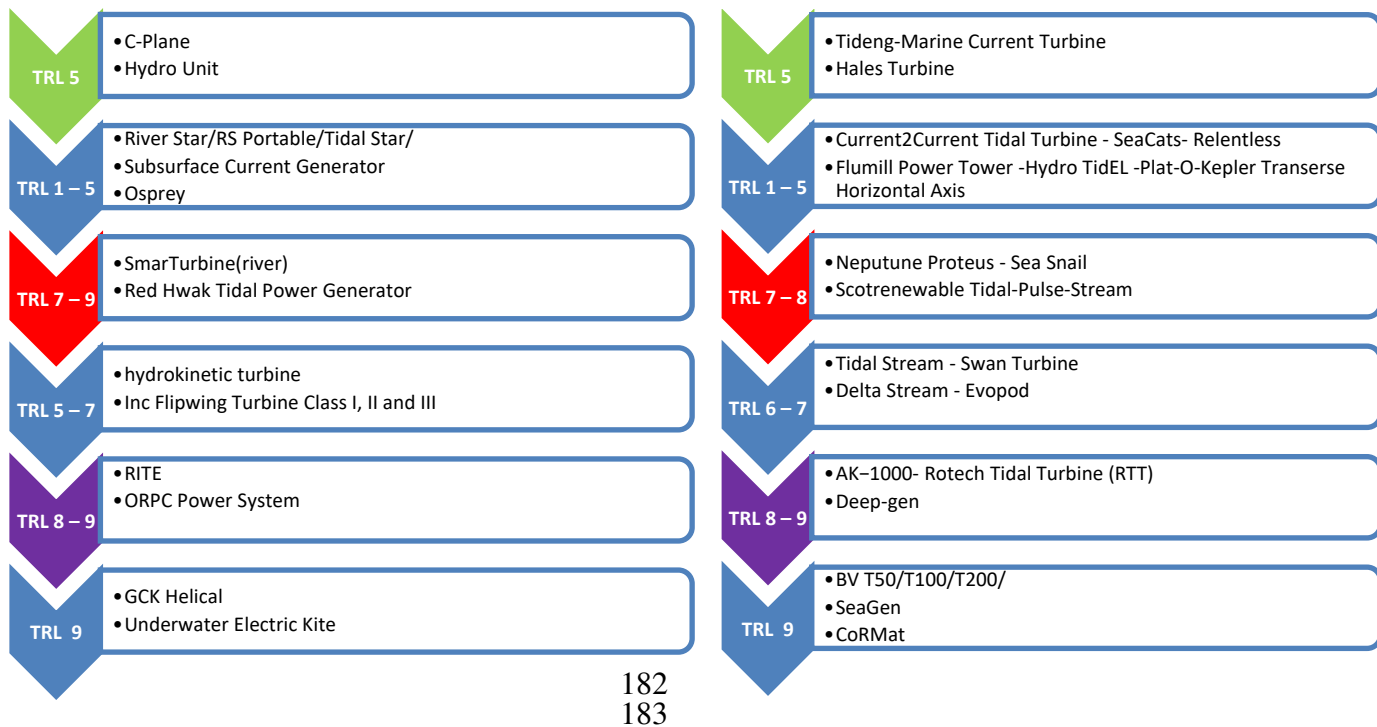 TRL 5
•C-Plane
•Hydro Unit
TRL 1 – 5
•River Star/RS Portable/Tidal Star/
•Subsurface Current Generator
•Osprey
TRL 7 – 9
•SmarTurbine(river)
•Red Hwak Tidal Power Generator
TRL 5 – 7
•hydrokinetic turbine
•Inc Flipwing Turbine Class I, II and III
TRL 8 – 9
•RITE
•ORPC Power System
TRL 9
•GCK Helical
•Underwater Electric Kite
TRL 5
•Tideng-Marine Current Turbine
•Hales Turbine
TRL 1 – 5
•Current2Current Tidal Turbine - SeaCats- Relentless
•Flumill Power Tower -Hydro TidEL -Plat-O-Kepler Transerse
Horizontal Axis
TRL 7 – 8
•Neputune Proteus - Sea Snail
•Scotrenewable Tidal-Pulse-Stream
TRL 6 – 7
•Tidal Stream - Swan Turbine
•Delta Stream - Evopod
TRL 8 – 9
•AK–1000- Rotech Tidal Turbine (RTT)
•Deep-gen
TRL 9
•BV T50/T100/T200/
•SeaGen
•CoRMat
182
183